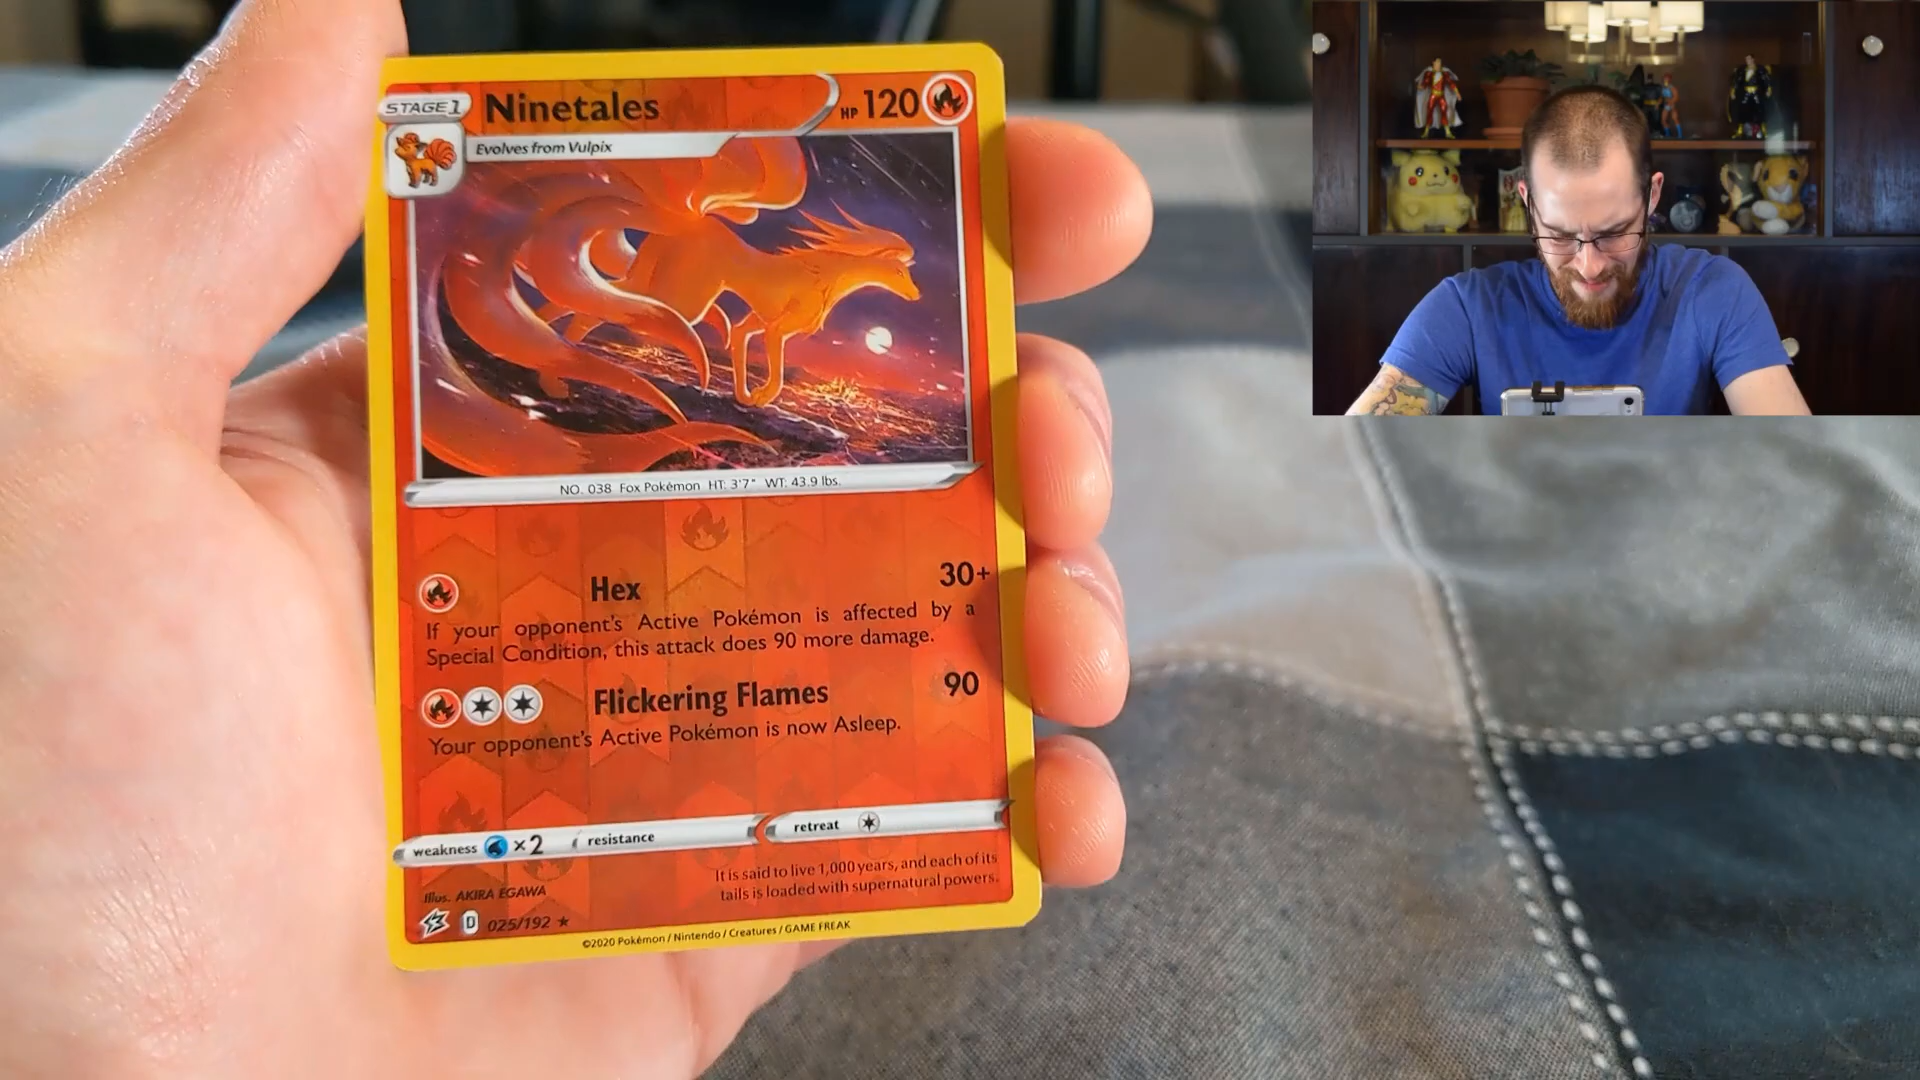 STAGE 1
Ninetales
HP 120
Evolves from Vulpix
NO. 038 Fox Pokémon HT: 3'7" WT: 43.9 lbs.
Hex 30+
If your opponent's Active Pokémon is affected by a
Special Condition, this attack does 90 more damage.
Flickering Flames 90
Your opponent's Active Pokémon is now Asleep.
weakness ×2 resistance retreat
It is said to live 1,000 years, and each of its
tails is loaded with supernatural powers.
Illus. AKIRA EGAWA
D 025/192 ★
©2020 Pokémon / Nintendo / Creatures / GAME FREAK